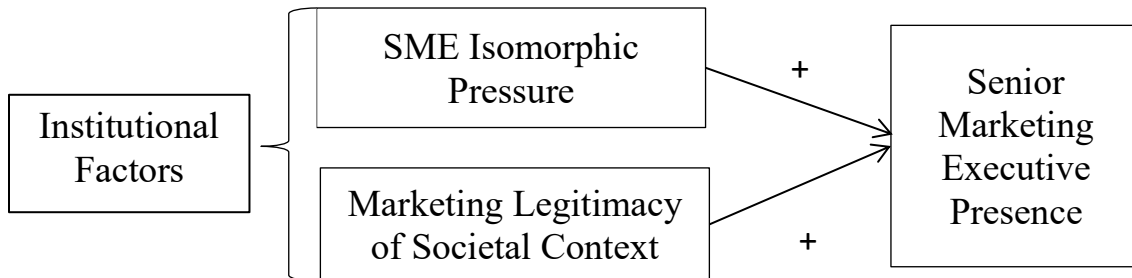 Institutional
Factors
SME Isomorphic
Pressure
Marketing Legitimacy
of Societal Context
+
+
Senior
Marketing
Executive
Presence